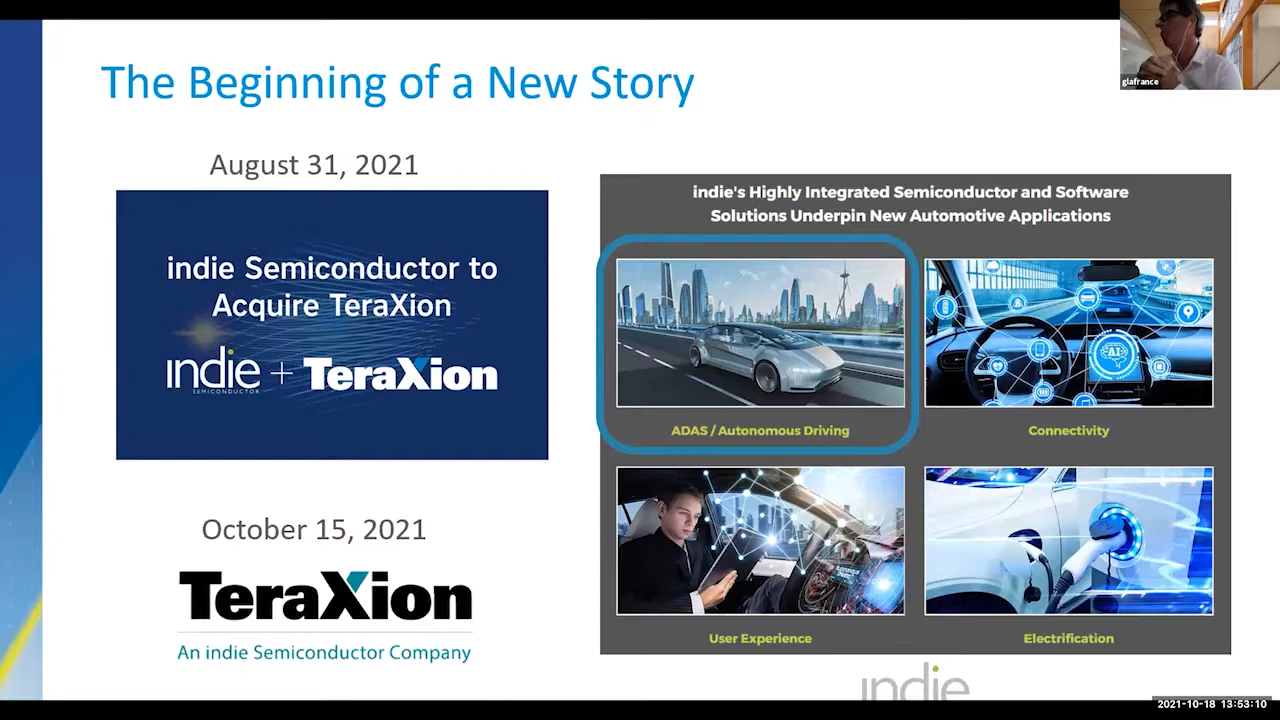 The Beginning of a New Story
glafrance
August 31, 2021
indie Semiconductor to
Acquire TeraXion
indie + TeraXion
SEMICONDUCTOR
October 15, 2021
TeraXion
An indie Semiconductor Company
indie's Highly Integrated Semiconductor and Software
Solutions Underpin New Automotive Applications
AI
ADAS / Autonomous Driving
Connectivity
User Experience
Electrification
indie
2021-10-18 13:53:10